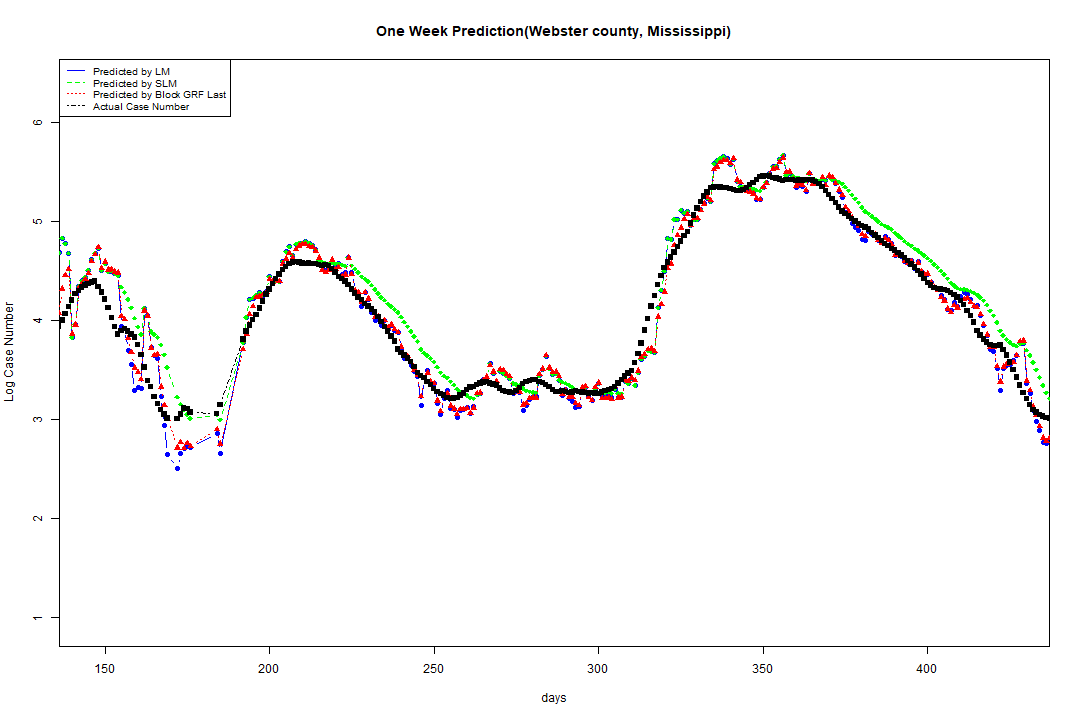 One Week Prediction(Webster county, Mississippi)
Predicted by LM
Predicted by SLM
Predicted by Block GRF Last
Actual Case Number
Log Case Number
6
5
4
3
2
1
150 200 250 300 350 400
days